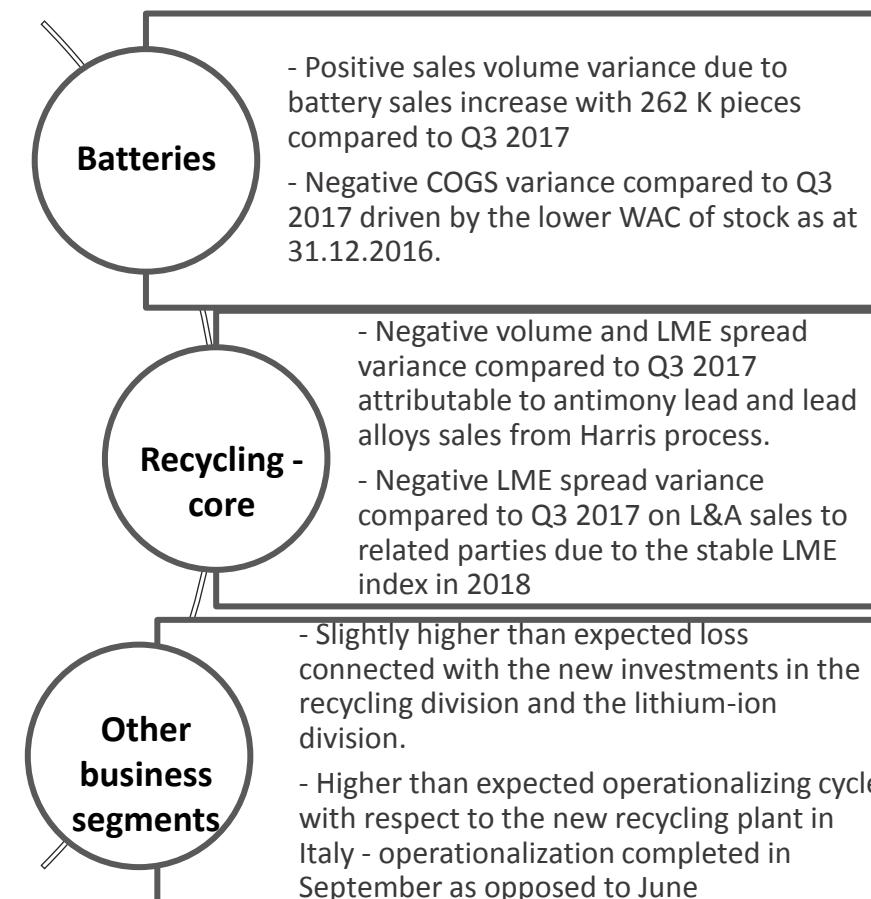 Batteries
- Positive sales volume variance due to
battery sales increase with 262 K pieces
compared to Q3 2017
- Negative COGS variance compared to Q3
2017 driven by the lower WAC of stock as at
31.12.2016.
Recycling -
core
- Negative volume and LME spread
variance compared to Q3 2017
attributable to antimony lead and lead
alloys sales from Harris process.
- Negative LME spread variance
compared to Q3 2017 on L&A sales to
related parties due to the stable LME
index in 2018
Other
business
segments
- Slightly higher than expected loss
connected with the new investments in the
recycling division and the lithium-ion
division.
- Higher than expected operationalizing cycle
with respect to the new recycling plant in
Italy - operationalization completed in
September as opposed to June